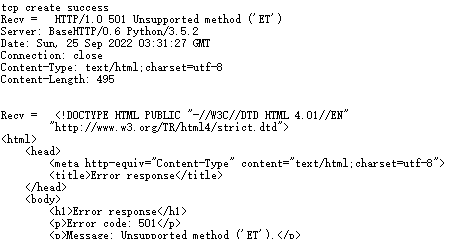 tcp create success
Recv =   HTTP/1.0 501 Unsupported method ('ET')
Server: BaseHTTP/0.6 Python/3.5.2
Date: Sun, 25 Sep 2022 03:31:27 GMT
Connection: close
Content-Type: text/html;charset=utf-8
Content-Length: 495
Recv =   <!DOCTYPE HTML PUBLIC "-//W3C//DTD HTML 4.01//EN"
"http://www.w3.org/TR/html4/strict.dtd">
<html>
<head>
<meta http-equiv="Content-Type" content="text/html;charset=utf-8">
<title>Error response</title>
</head>
<body>
<h1>Error response</h1>
<p>Error code: 501</p>
<p>Message: Unsupported method ('ET').</p>